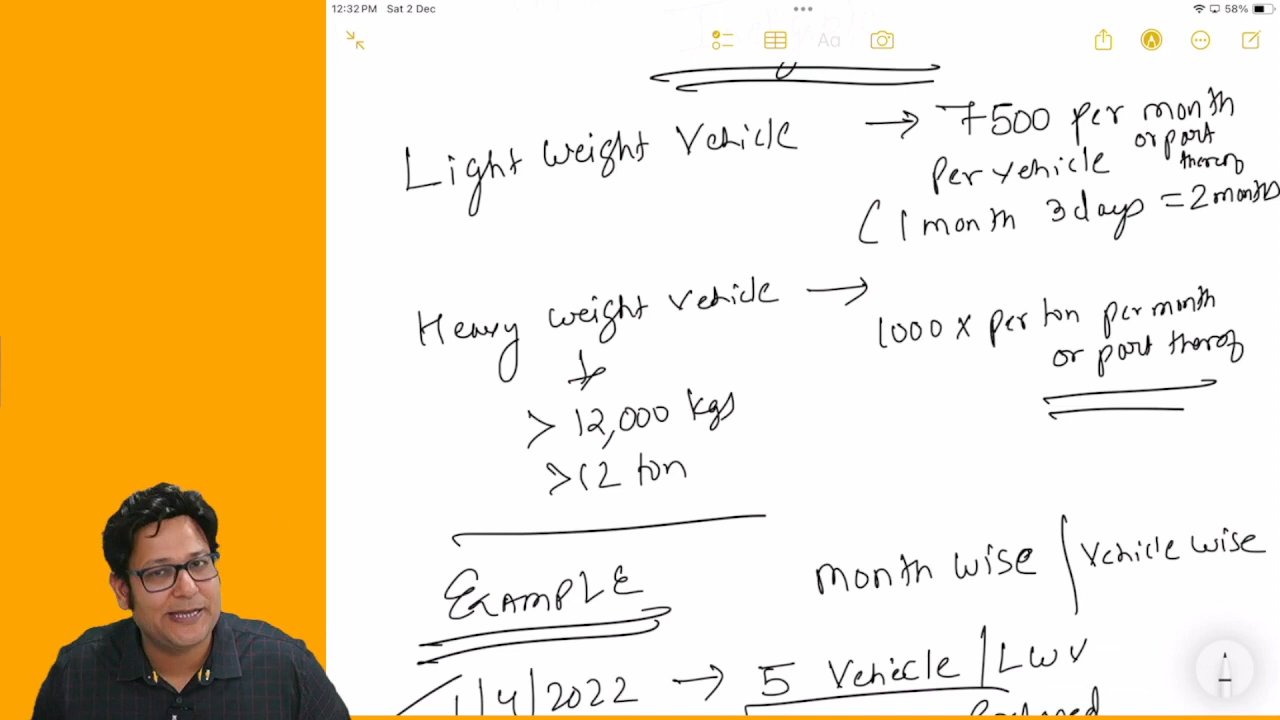 12:32 PM Sat 2 Dec
58%
Light weight Vehicle → 7500 per month
or part
thereof
per vehicle
( 1 month 3 days = 2 months
Heavy weight vehicle →
1000 x per ton per month
or part thereof
> 12,000 kgs
> 12 ton
EXAMPLE
month wise / vehicle wise
1/4/2022 → 5 Vehicle / LWV